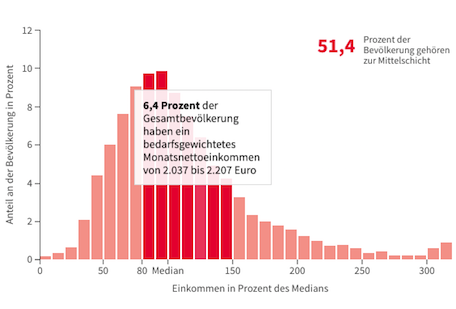 51,4
Prozent der
Bevölkerung gehören
zur Mittelschicht
Anteil an der Bevölkerung in Prozent
12
10
8
6
4
2
0
6,4 Prozent der
Gesamtbevölkerung
haben ein
bedarfsgewichtetes
Monatsnettoeinkommen
von 2.037 bis 2.207 Euro
0 50 80 Median 150 200 250 300
Einkommen in Prozent des Medians